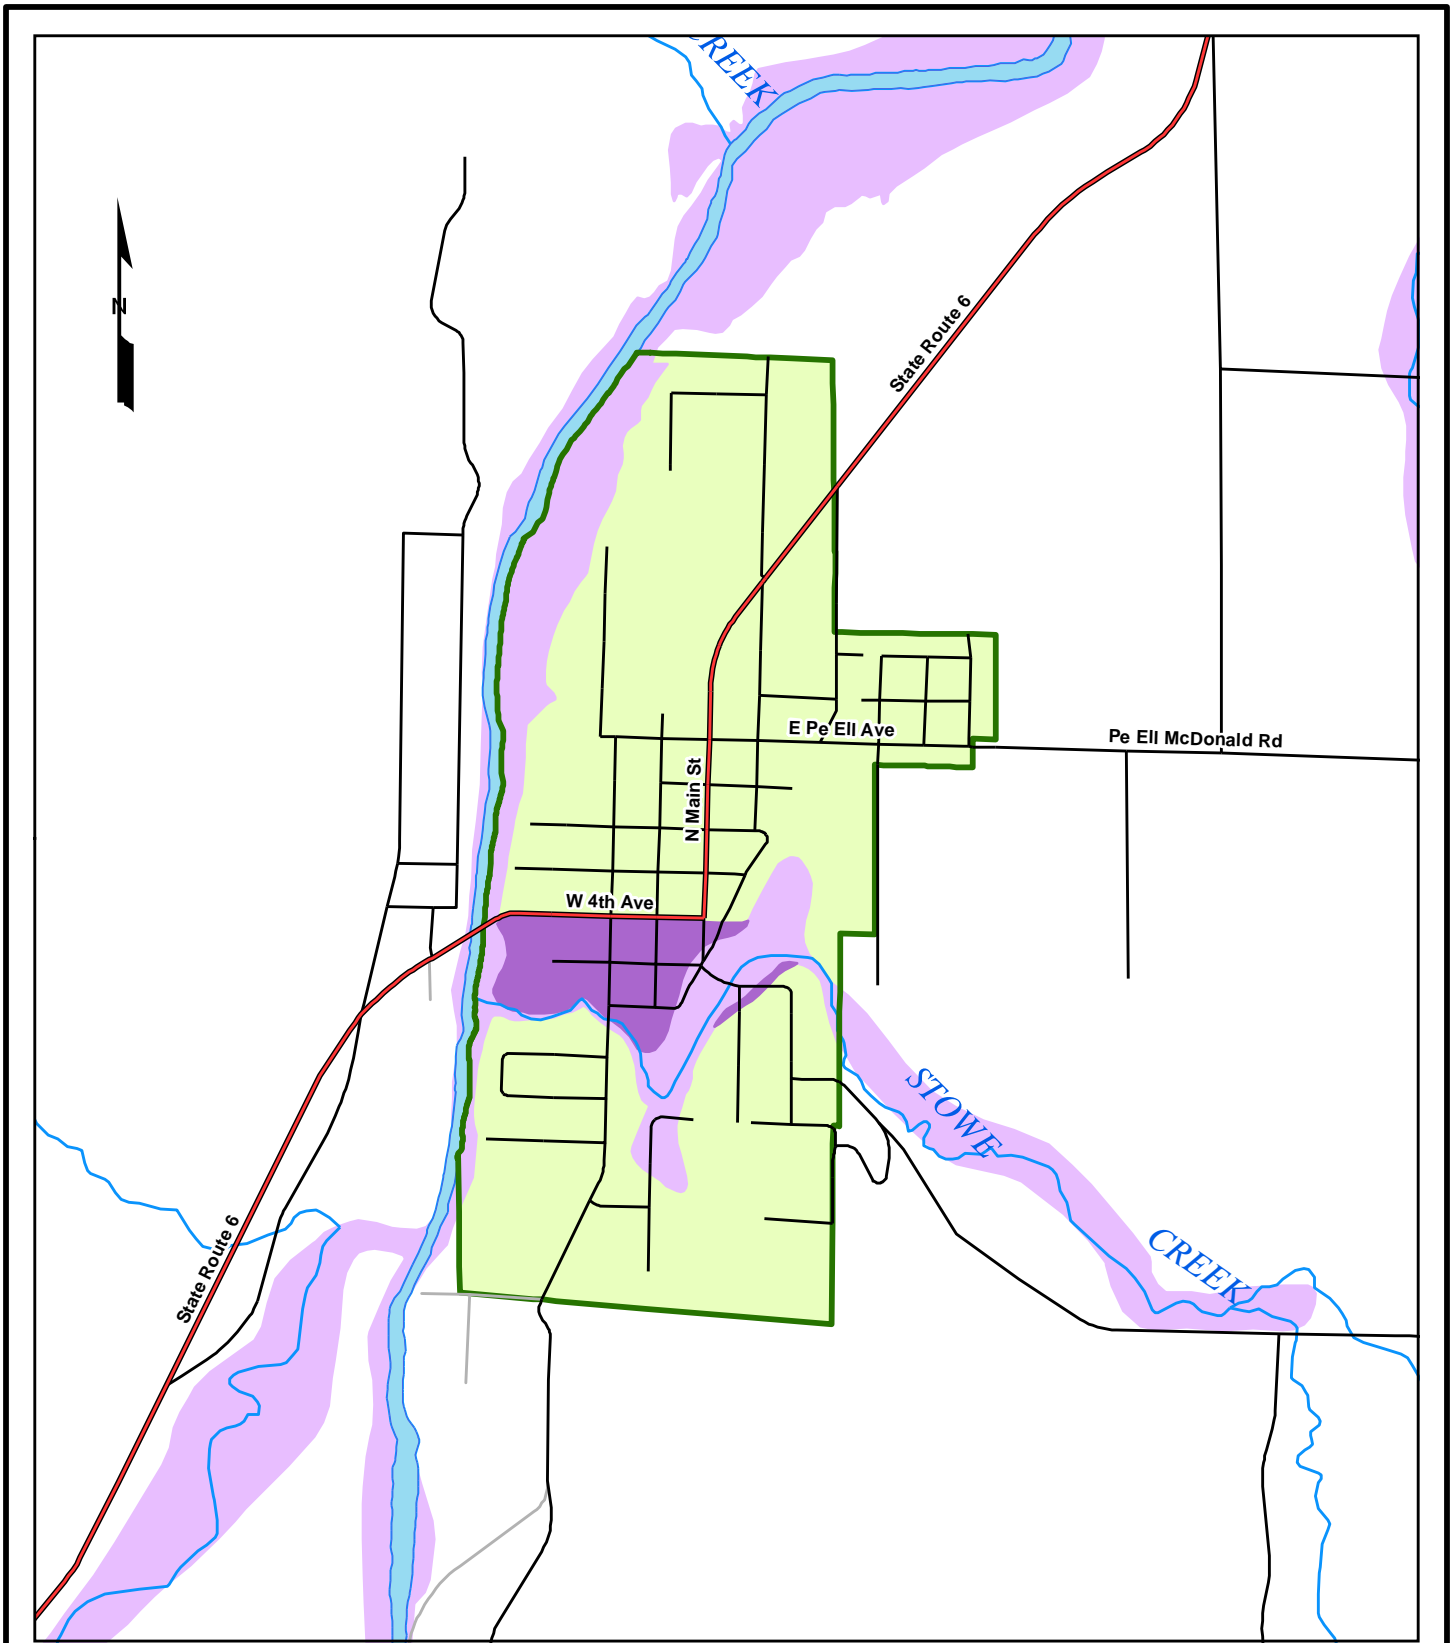 CREEK
N
State Route 6
E Pe Ell Ave
Pe Ell McDonald Rd
N Main St
W 4th Ave
STOWE
CREEK
State Route 6